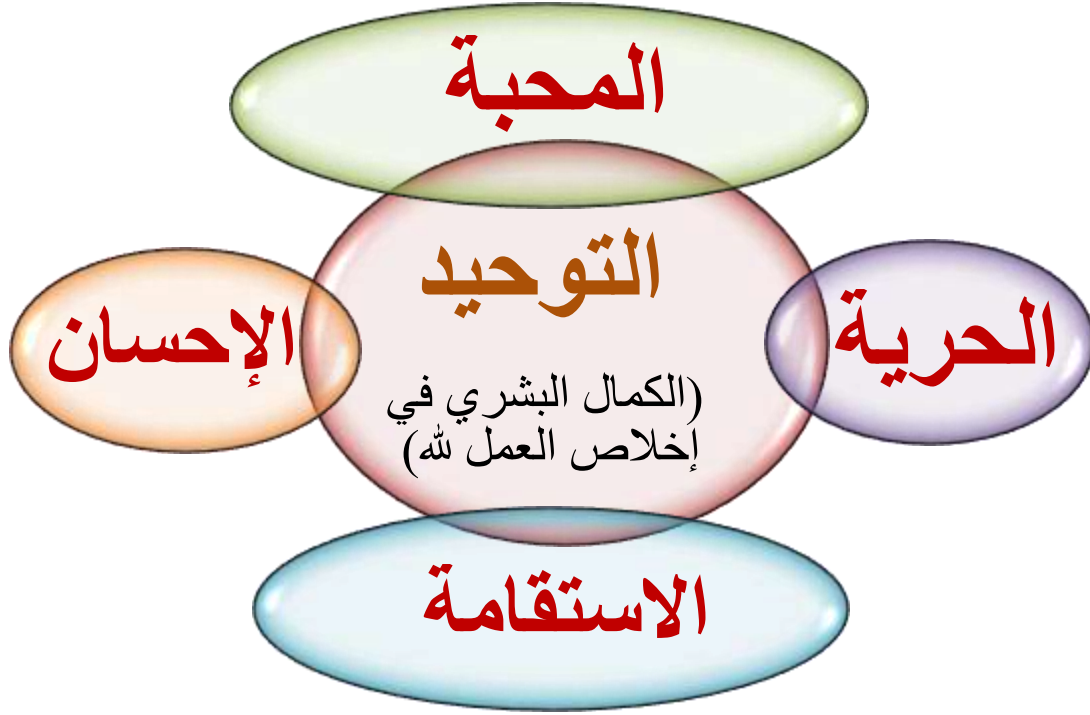 المحبة
التوحيد
الحرية
الإحسان
(الكمال البشري في
إخلاص العمل لله)
الاستقامة